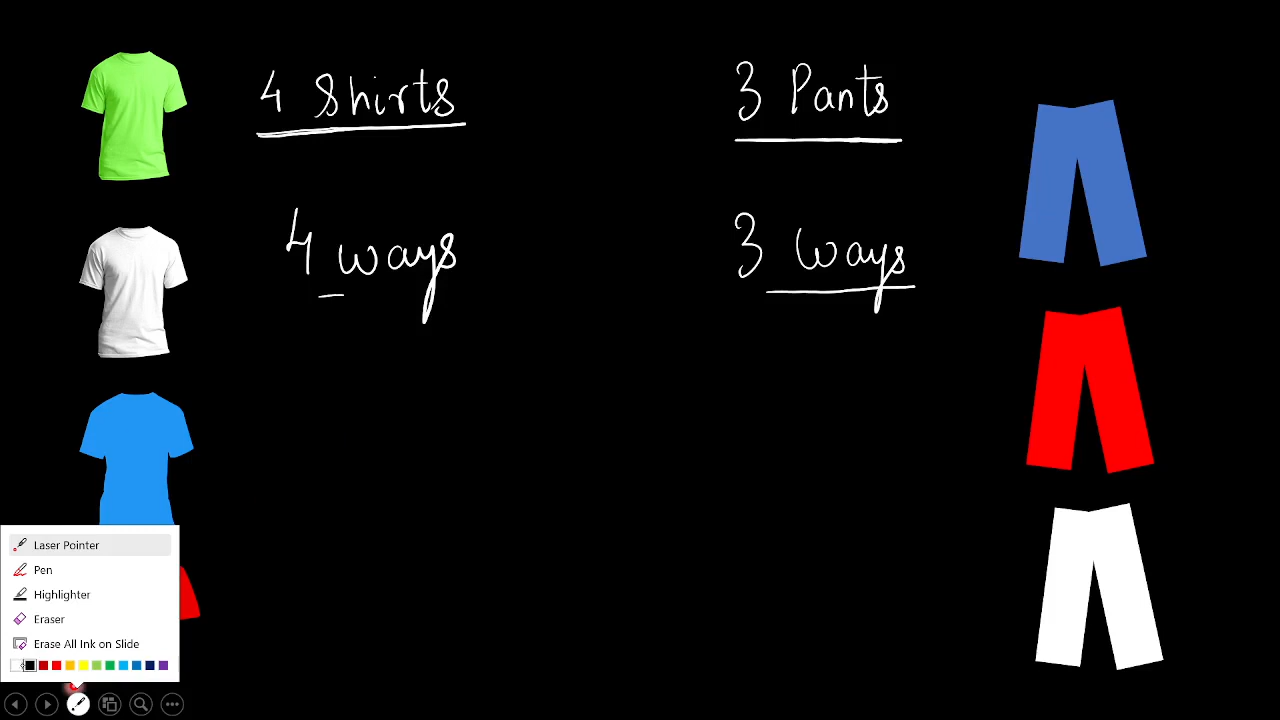 4 Shirts
3 Pants
4 ways
3 ways
Laser Pointer
Pen
Highlighter
Eraser
Erase All Ink on Slide